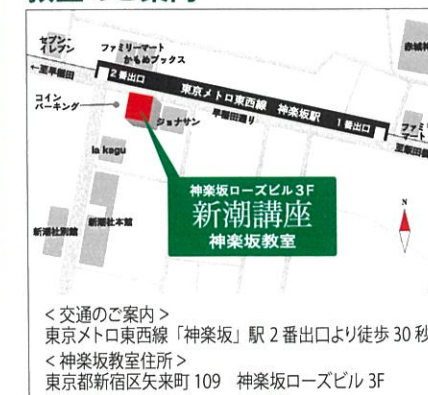 セブン-
イレブン
ファミリーマート
かもめブックス
←至早稲田
2番出口
東京メトロ東西線 神楽坂駅
1番出口
早稲田通り
コイン
パーキング
ジョナサン
la kagu
神楽坂ローズビル3F
新潮講座
神楽坂教室
新潮社別館
新潮社本館
N
<交通のご案内>
東京メトロ東西線「神楽坂」駅2番出口より徒歩30秒
<神楽坂教室住所>
東京都新宿区矢来町109 神楽坂ローズビル3F